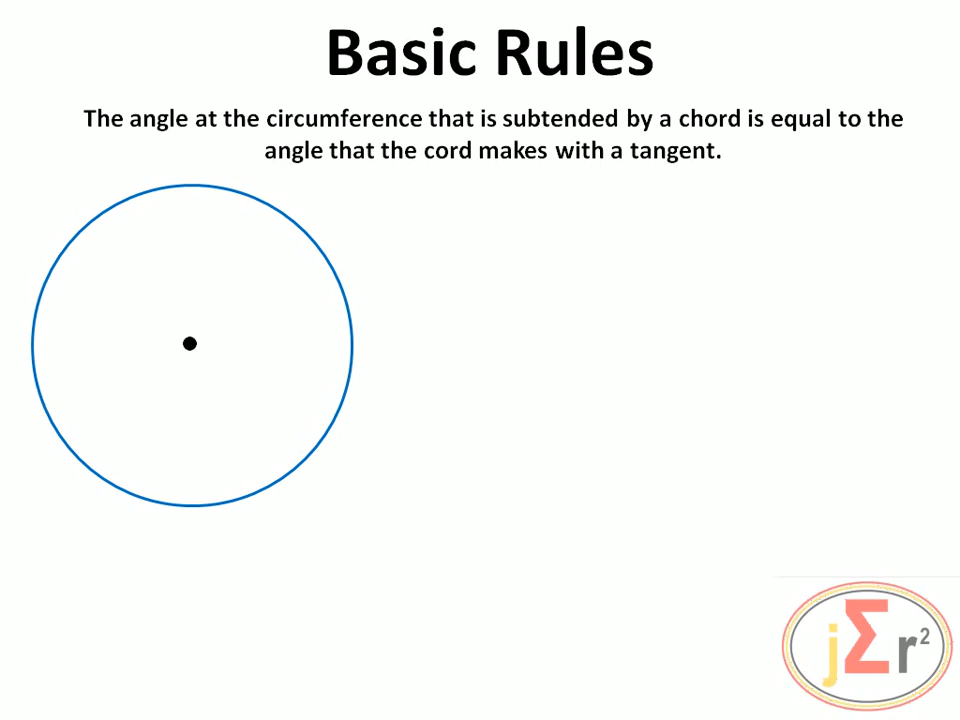 Basic Rules
The angle at the circumference that is subtended by a chord is equal to the
angle that the cord makes with a tangent.
jΣr²